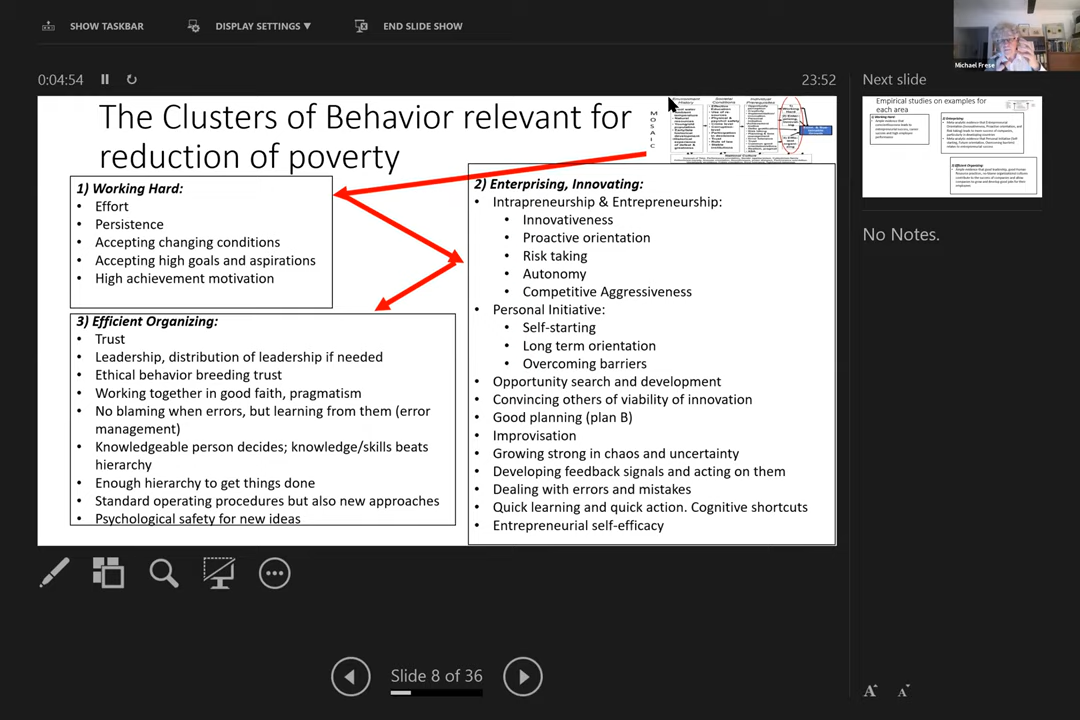 SHOW TASKBAR
DISPLAY SETTINGS ▼
END SLIDE SHOW
Michael Frese
0:04:54
23:52
Next slide
The Clusters of Behavior relevant for
reduction of poverty
MOSAIC
1) Working Hard:
• Effort
• Persistence
• Accepting changing conditions
• Accepting high goals and aspirations
• High achievement motivation
3) Efficient Organizing:
• Trust
• Leadership, distribution of leadership if needed
• Ethical behavior breeding trust
• Working together in good faith, pragmatism
• No blaming when errors, but learning from them (error
management)
• Knowledgeable person decides; knowledge/skills beats
hierarchy
• Enough hierarchy to get things done
• Standard operating procedures but also new approaches
• Psychological safety for new ideas
2) Enterprising, Innovating:
• Intrapreneurship & Entrepreneurship:
• Innovativeness
• Proactive orientation
• Risk taking
• Autonomy
• Competitive Aggressiveness
• Personal Initiative:
• Self-starting
• Long term orientation
• Overcoming barriers
• Opportunity search and development
• Convincing others of viability of innovation
• Good planning (plan B)
• Improvisation
• Growing strong in chaos and uncertainty
• Developing feedback signals and acting on them
• Dealing with errors and mistakes
• Quick learning and quick action. Cognitive shortcuts
• Entrepreneurial self-efficacy
Empirical studies on examples for
each area
No Notes.
Slide 8 of 36
A A